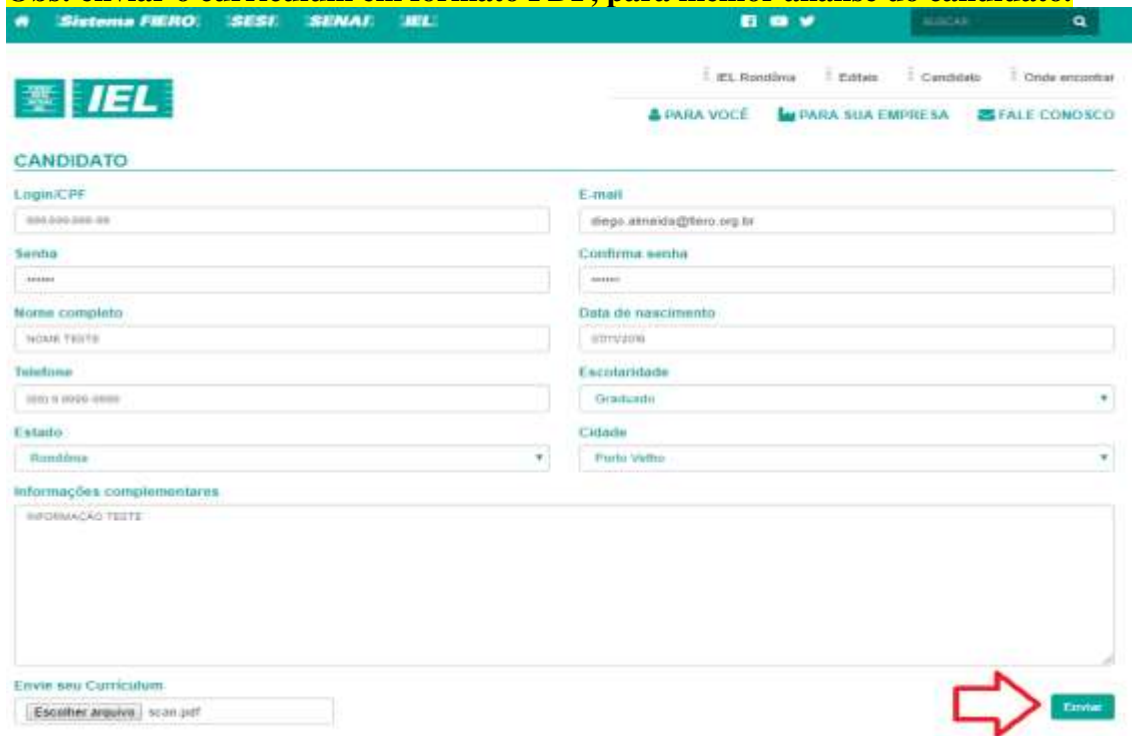 Obs: enviar o curriculum em formato PDF, para melhor análise do candidato.
Sistema FIERO SESI SENAI IEL BUSCAR
IEL Rondônia Editais Candidato Onde encontrar
IEL
PARA VOCÊ PARA SUA EMPRESA FALE CONOSCO
CANDIDATO
Login/CPF E-mail
diego.almeida@fiero.org.br
Senha Confirma senha
****** ******
Nome completo Data de nascimento
NOME TESTE
Telefone Escolaridade
Graduado
Estado Cidade
Rondônia Porto Velho
Informações complementares
INFORMAÇÃO TESTE
Envie seu Currículum
Escolher arquivo scan.pdf
Enviar